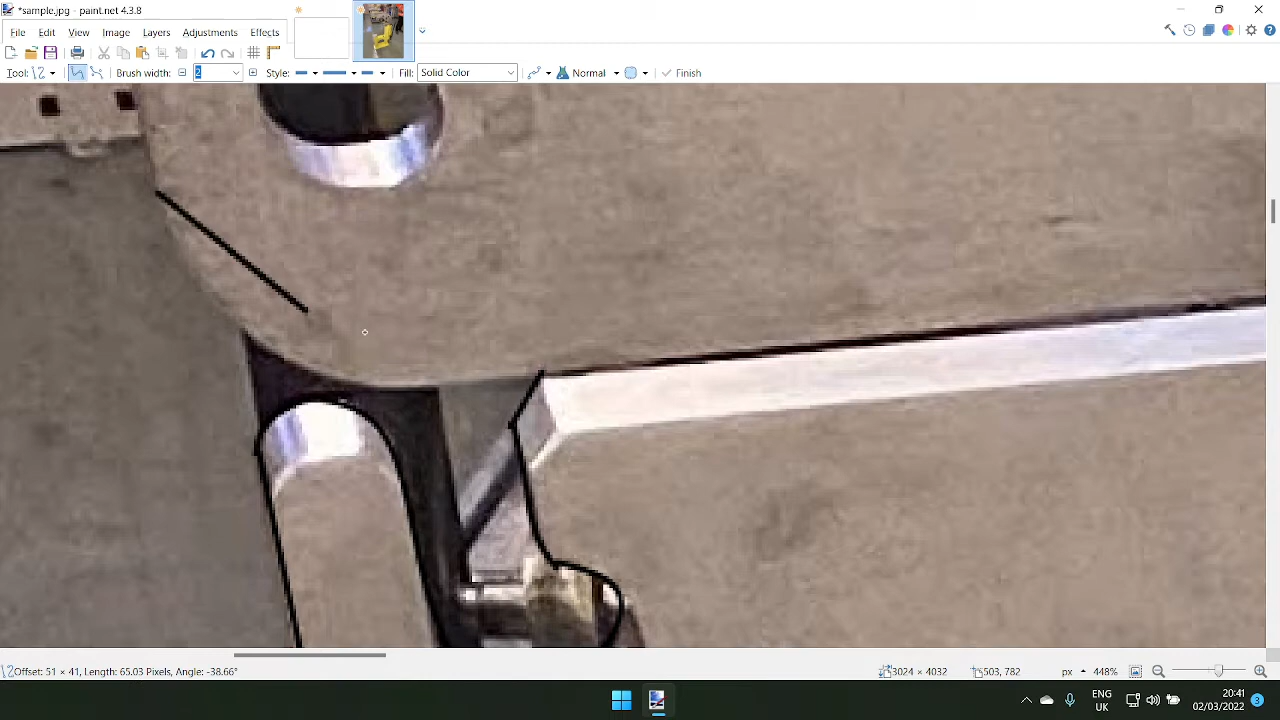 *sample.jpg - paint.net 4.3.8
File Edit View Image Layers Adjustments Effects
Tool: Brush width: 2 Style: Fill: Solid Color Normal Finish
Offset: 51 × 41, Length: 65.03 Pixels, Angle: -38.66° 3024 × 4032 503, 782 px 448%
ENG
UK
20:41
02/03/2022
3